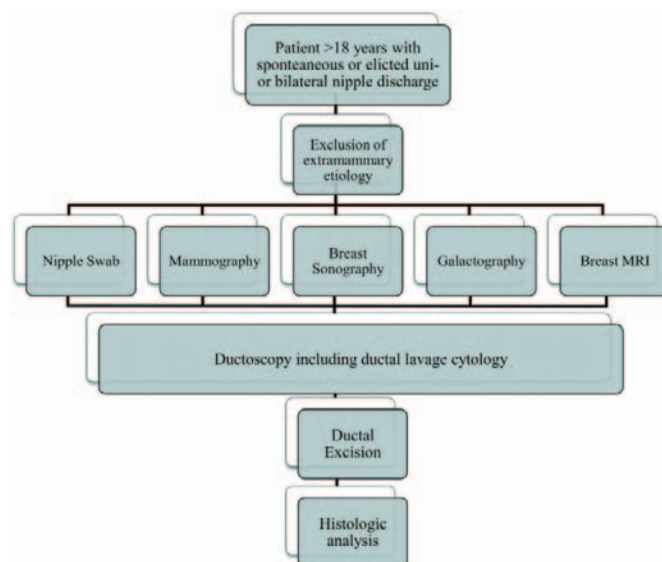 Patient >18 years with
sponteaneous or elicted uni-
or bilateral nipple discharge
Exclusion of
extramammary
etiology
Nipple Swab
Mammography
Breast
Sonography
Galactography
Breast MRI
Ductoscopy including ductal lavage cytology
Ductal
Excision
Histologic
analysis